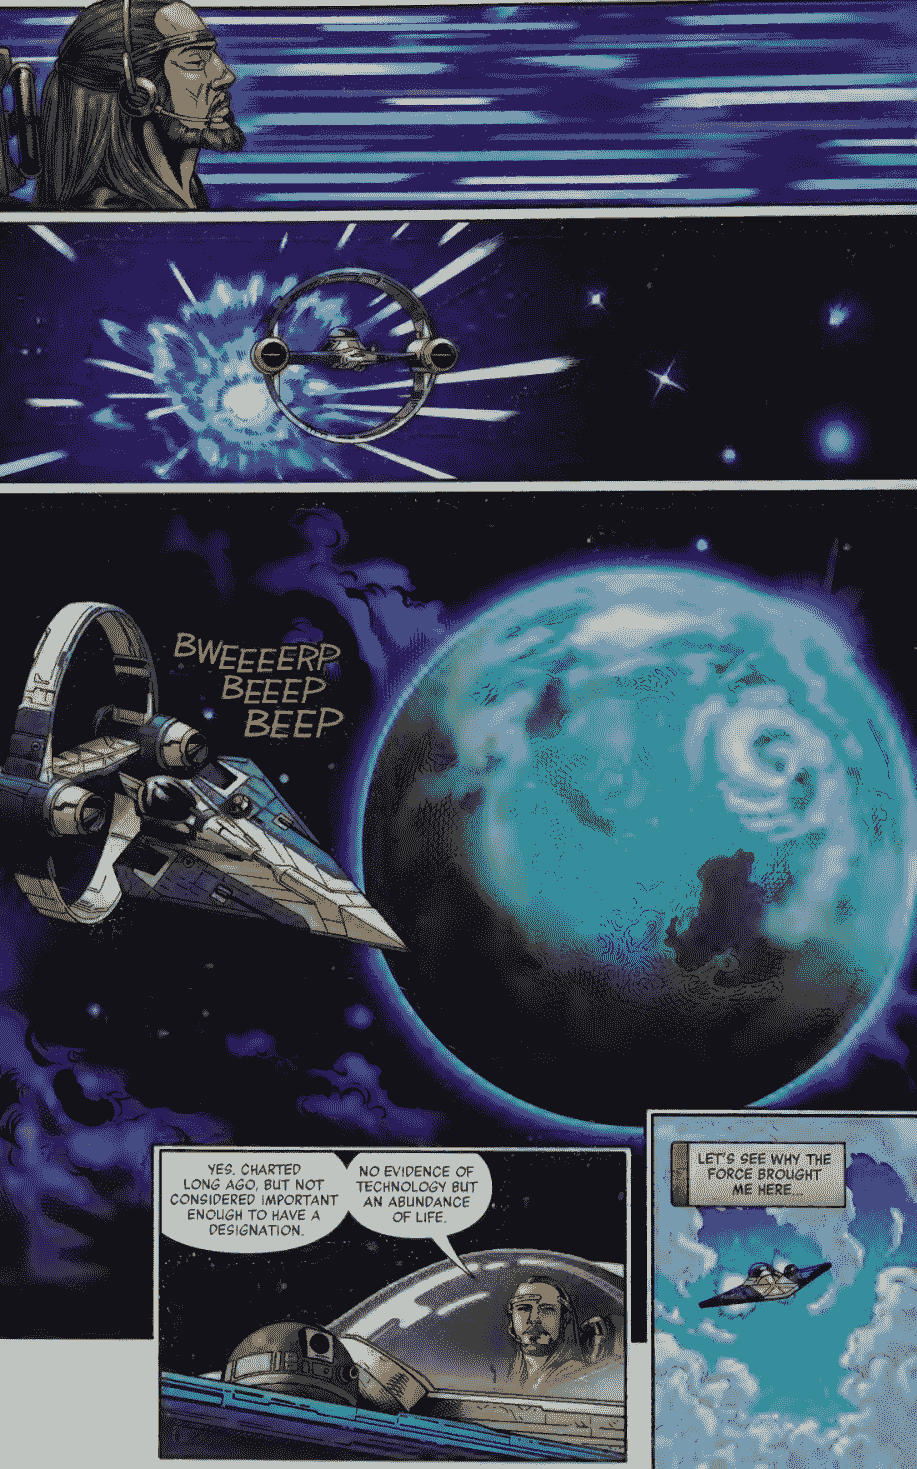 BWEEEERP
BEEEP
BEEP
YES. CHARTED
LONG AGO, BUT NOT
CONSIDERED IMPORTANT
ENOUGH TO HAVE A
DESIGNATION.
NO EVIDENCE OF
TECHNOLOGY BUT
AN ABUNDANCE
OF LIFE.
LET'S SEE WHY THE
FORCE BROUGHT
ME HERE...